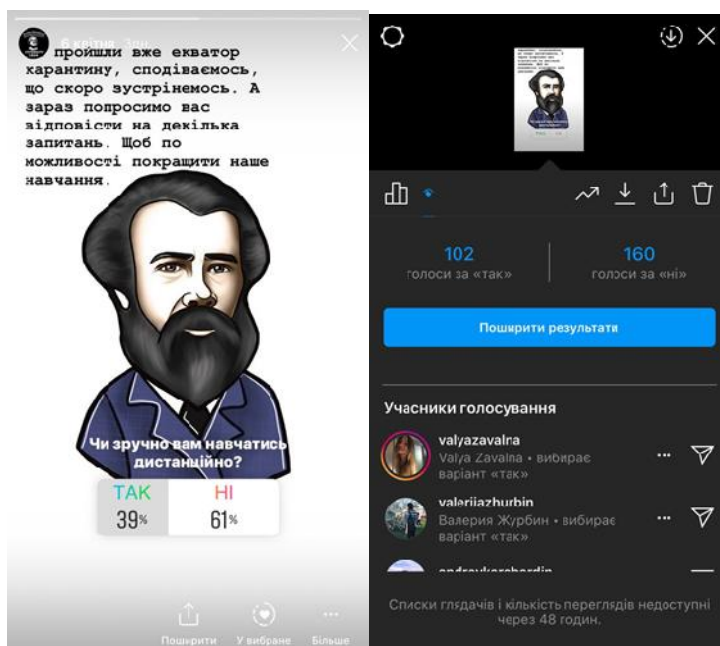 6 квітня 3дн.
пройшли вже екватор
карантину, сподіваємось,
що скоро зустрінемось. А
зараз попросимо вас
відповісти на декілька
запитань. Щоб по
можливості покращити наше
навчання.
Чи зручно вам навчатись
дистанційно?
ТАК
НІ
39%
61%
Поширити
У вибране
Більше
102
160
голоси за «так»
голоси за «ні»
Поширити результати
Учасники голосування
valyazavalna
Valya Zavalna • вибирає
варіант «так»
valeriiazhurbin
Валерия Журбин • вибирає
варіант «так»
Списки глядачів і кількість переглядів недоступні
через 48 годин.